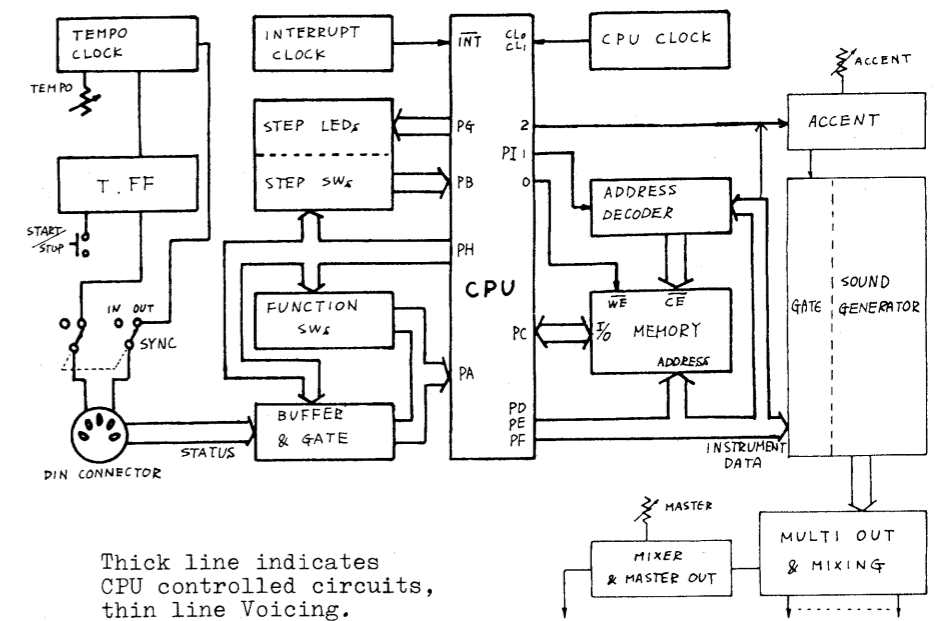 TEMPO
CLOCK
TEMPO
T. FF
START/
STOP
IN OUT
SYNC
DIN CONNECTOR
STATUS
INTERRUPT
CLOCK
STEP LEDs
STEP SWs
FUNCTION
SWs
BUFFER
& GATE
INT
CL0
CL1
PG
PB
PH
PA
CPU
2
PI 1
0
PC
PD
PE
PF
CPU CLOCK
ADDRESS
DECODER
WE CE
I/O MEMORY
ADDRESS
ACCENT
ACCENT
GATE
SOUND
GENERATOR
INSTRUMENT
DATA
MASTER
MIXER
& MASTER OUT
MULTI OUT
& MIXING
Thick line indicates
CPU controlled circuits,
thin line Voicing.